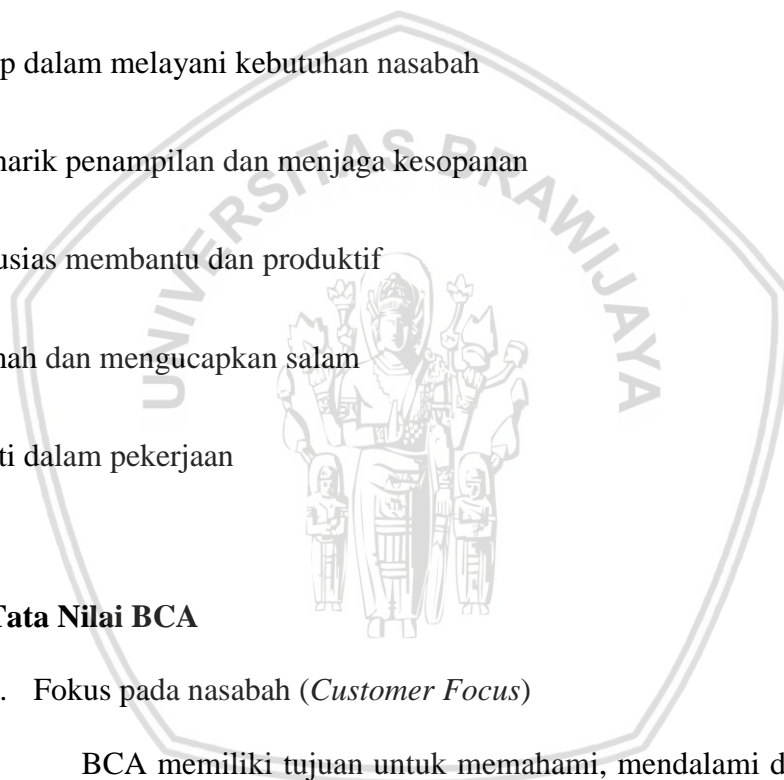 p dalam melayani kebutuhan nasabah
narik penampilan dan menjaga kesopanan
usias membantu dan produktif
nah dan mengucapkan salam
ti dalam pekerjaan
UNIVERSITAS BRAWIJAYA
Tata Nilai BCA
. Fokus pada nasabah (Customer Focus)
BCA memiliki tujuan untuk memahami, mendalami d